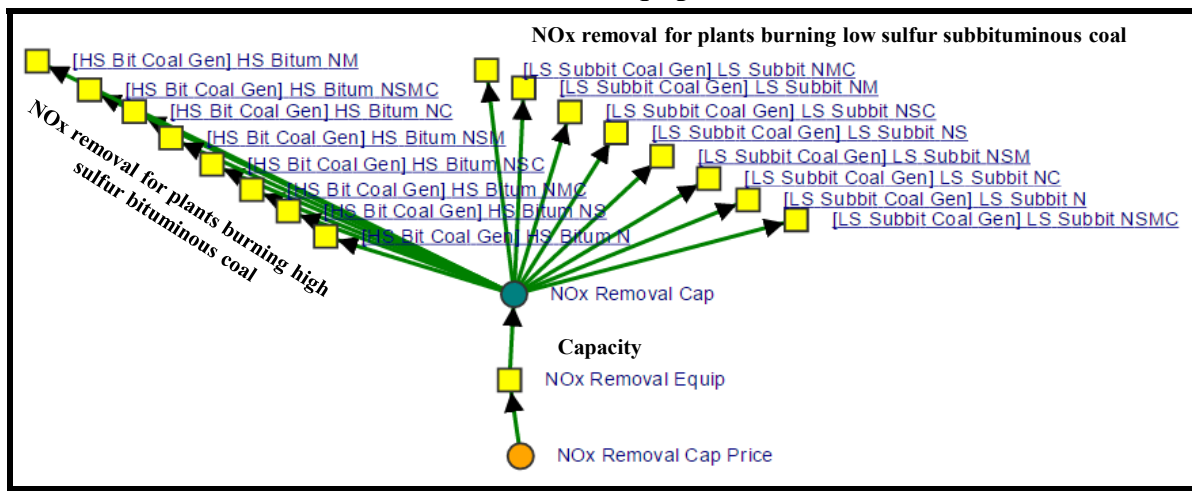 NOx removal for plants burning low sulfur subbituminous coal
[HS Bit Coal Gen] HS Bitum NM
[HS Bit Coal Gen] HS Bitum NSMC
[HS Bit Coal Gen] HS Bitum NC
[HS Bit Coal Gen] HS Bitum NSM
[HS Bit Coal Gen] HS Bitum NSC
[HS Bit Coal Gen] HS Bitum NMC
[HS Bit Coal Gen] HS Bitum NS
[HS Bit Coal Gen] HS Bitum N
NOx removal for plants burning high
sulfur bituminous coal
[LS Subbit Coal Gen] LS Subbit NMC
[LS Subbit Coal Gen] LS Subbit NM
[LS Subbit Coal Gen] LS Subbit NSC
[LS Subbit Coal Gen] LS Subbit NS
[LS Subbit Coal Gen] LS Subbit NSM
[LS Subbit Coal Gen] LS Subbit NC
[LS Subbit Coal Gen] LS Subbit N
[LS Subbit Coal Gen] LS Subbit NSMC
NOx Removal Cap
Capacity
NOx Removal Equip
NOx Removal Cap Price